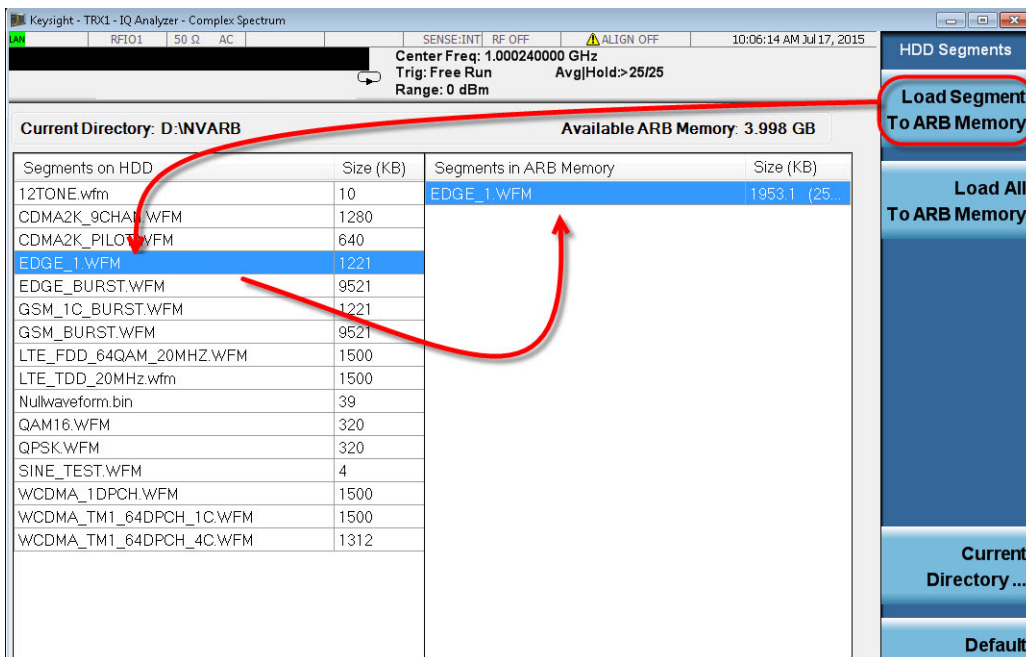 Keysight - TRX1 - IQ Analyzer - Complex Spectrum
LAN RFIO1 50 Ω AC SENSE:INT RF OFF ALIGN OFF 10:06:14 AM Jul 17, 2015
Center Freq: 1.000240000 GHz
Trig: Free Run Avg|Hold:>25/25
Range: 0 dBm
HDD Segments
Load Segment
To ARB Memory
Current Directory: D:\NVARB Available ARB Memory: 3.998 GB
Segments on HDD Size (KB) Segments in ARB Memory Size (KB)
12TONE.wfm 10 EDGE_1.WFM 1953.1 (25...
CDMA2K_9CHAN.WFM 1280
CDMA2K_PILOT.WFM 640
EDGE_1.WFM 1221
EDGE_BURST.WFM 9521
GSM_1C_BURST.WFM 1221
GSM_BURST.WFM 9521
LTE_FDD_64QAM_20MHZ.WFM 1500
LTE_TDD_20MHz.wfm 1500
Nullwaveform.bin 39
QAM16.WFM 320
QPSK.WFM 320
SINE_TEST.WFM 4
WCDMA_1DPCH.WFM 1500
WCDMA_TM1_64DPCH_1C.WFM 1500
WCDMA_TM1_64DPCH_4C.WFM 1312
Load All
To ARB Memory
Current
Directory ...
Default